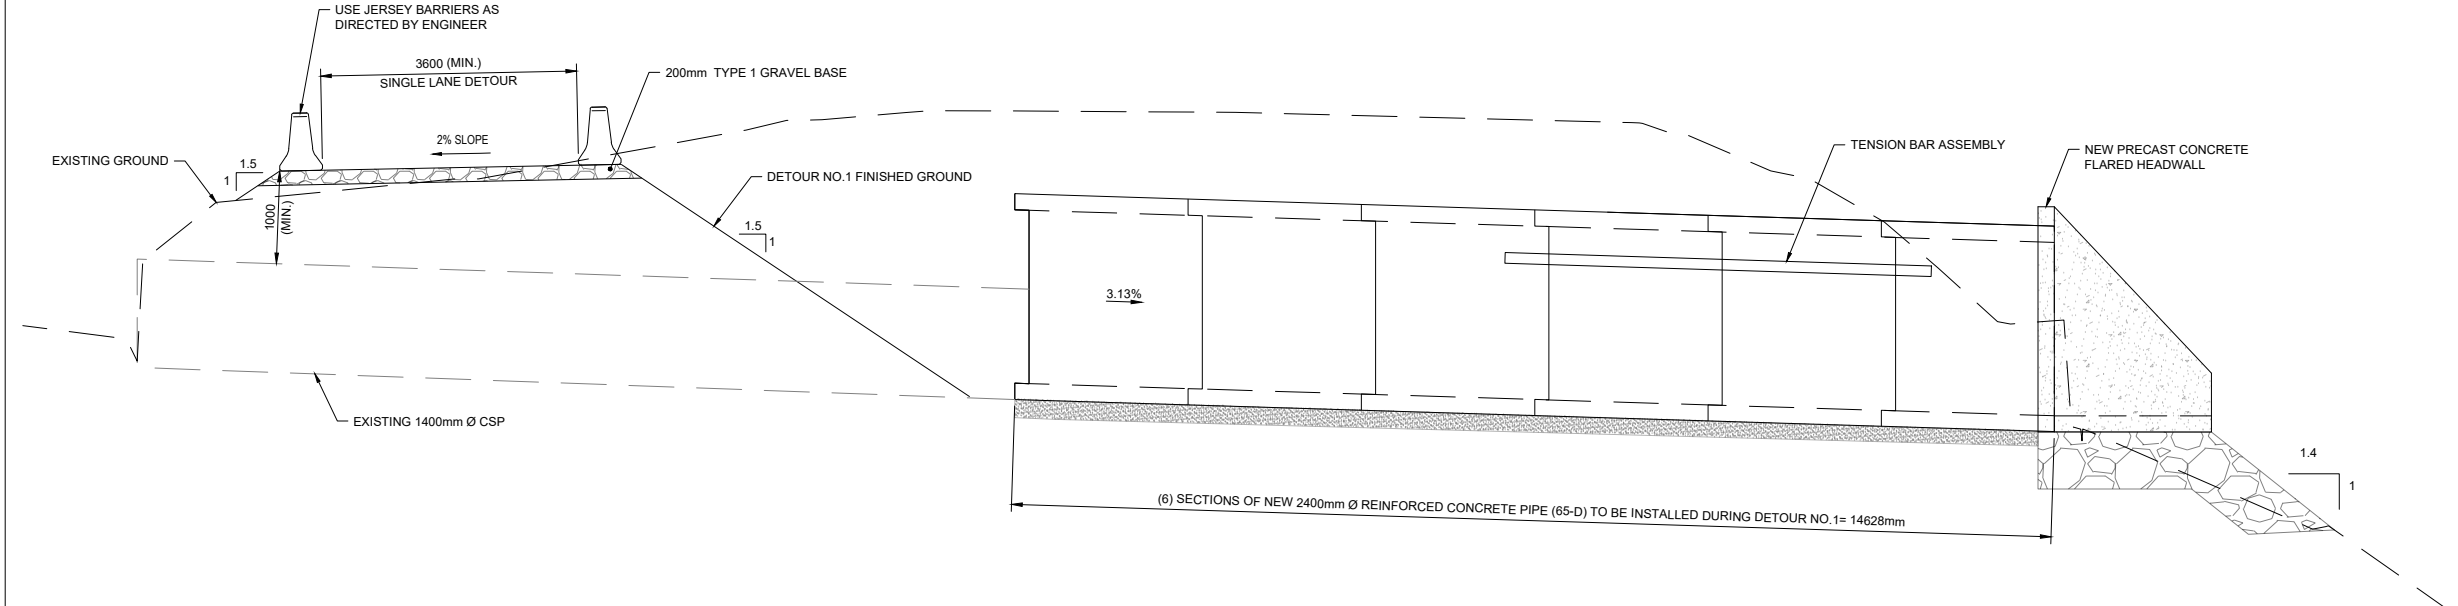 USE JERSEY BARRIERS AS
DIRECTED BY ENGINEER
3600 (MIN.)
SINGLE LANE DETOUR
200mm TYPE 1 GRAVEL BASE
2% SLOPE
EXISTING GROUND
1.5
1
1000
(MIN.)
DETOUR NO.1 FINISHED GROUND
1.5
1
TENSION BAR ASSEMBLY
NEW PRECAST CONCRETE
FLARED HEADWALL
3.13%
EXISTING 1400mm Ø CSP
1.4
1
(6) SECTIONS OF NEW 2400mm Ø REINFORCED CONCRETE PIPE (65-D) TO BE INSTALLED DURING DETOUR NO.1= 14628mm